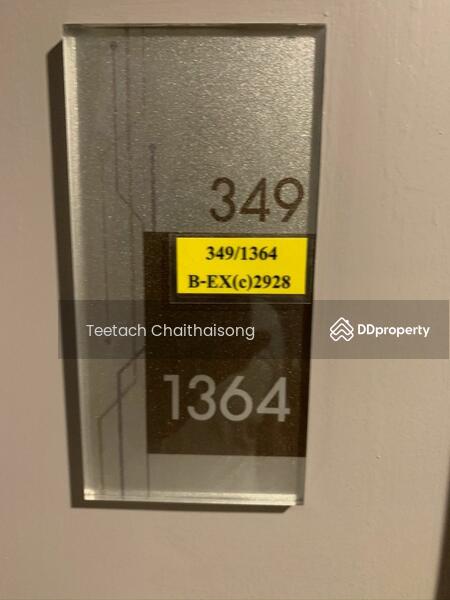 349
349/1364
B-EX(c)2928
Teetach Chaithaisong
DDproperty
1364